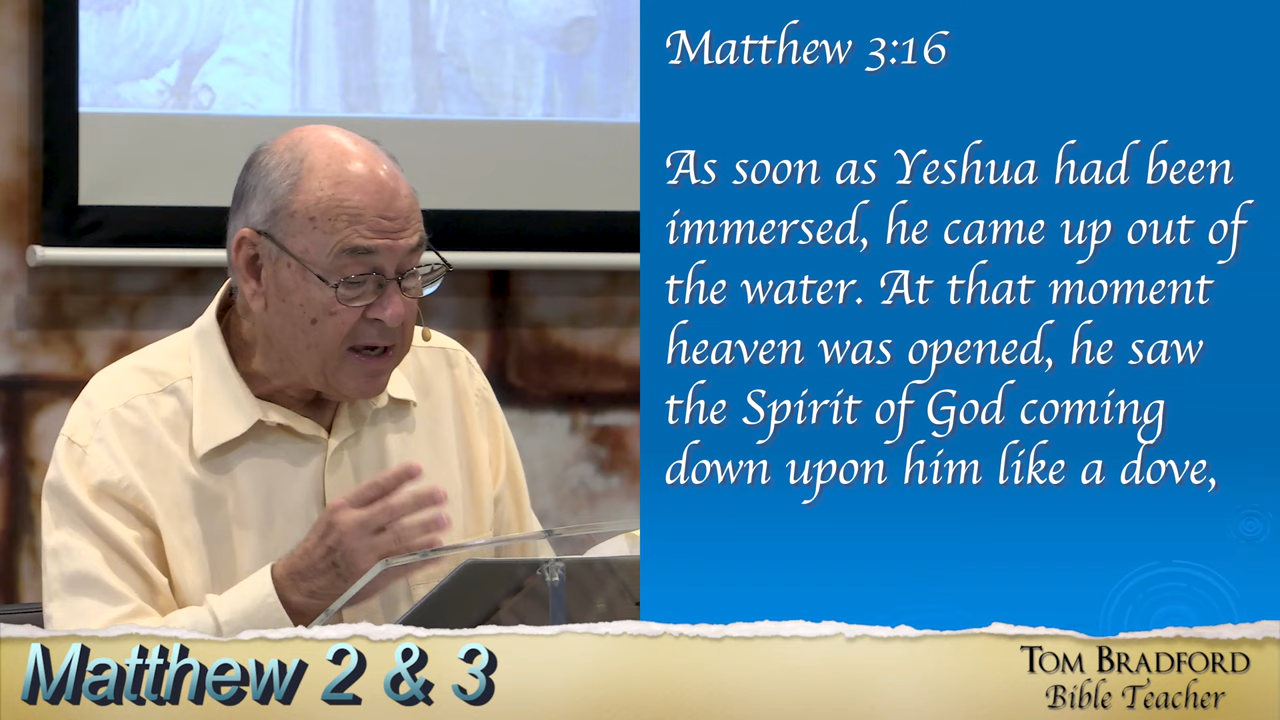 Matthew 3:16
As soon as Yeshua had been
immersed, he came up out of
the water. At that moment
heaven was opened, he saw
the Spirit of God coming
down upon him like a dove,
Matthew 2 & 3
Tom Bradford
Bible Teacher